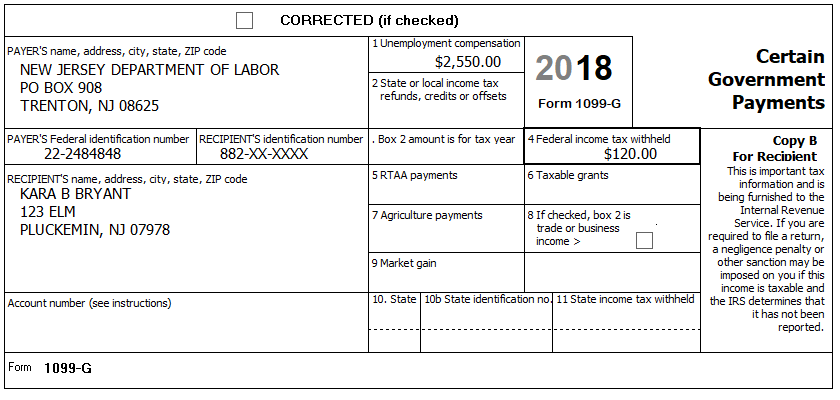 CORRECTED (if checked)
PAYER'S name, address, city, state, ZIP code
NEW JERSEY DEPARTMENT OF LABOR
PO BOX 908
TRENTON, NJ 08625
1 Unemployment compensation
$2,550.00
2 State or local income tax
refunds, credits or offsets
2018
Form 1099-G
Certain
Government
Payments
PAYER'S Federal identification number
22-2484848
RECIPIENT'S identification number
882-XX-XXXX
. Box 2 amount is for tax year
4 Federal income tax withheld
$120.00
Copy B
For Recipient
This is important tax
information and is
being furnished to the
Internal Revenue
Service. If you are
required to file a return,
a negligence penalty or
other sanction may be
imposed on you if this
income is taxable and
the IRS determines that
it has not been
reported.
RECIPIENT'S name, address, city, state, ZIP code
KARA B BRYANT
123 ELM
PLUCKEMIN, NJ 07978
5 RTAA payments
6 Taxable grants
7 Agriculture payments
8 If checked, box 2 is
trade or business
income >
9 Market gain
Account number (see instructions)
10. State
10b State identification no.
11 State income tax withheld
Form 1099-G